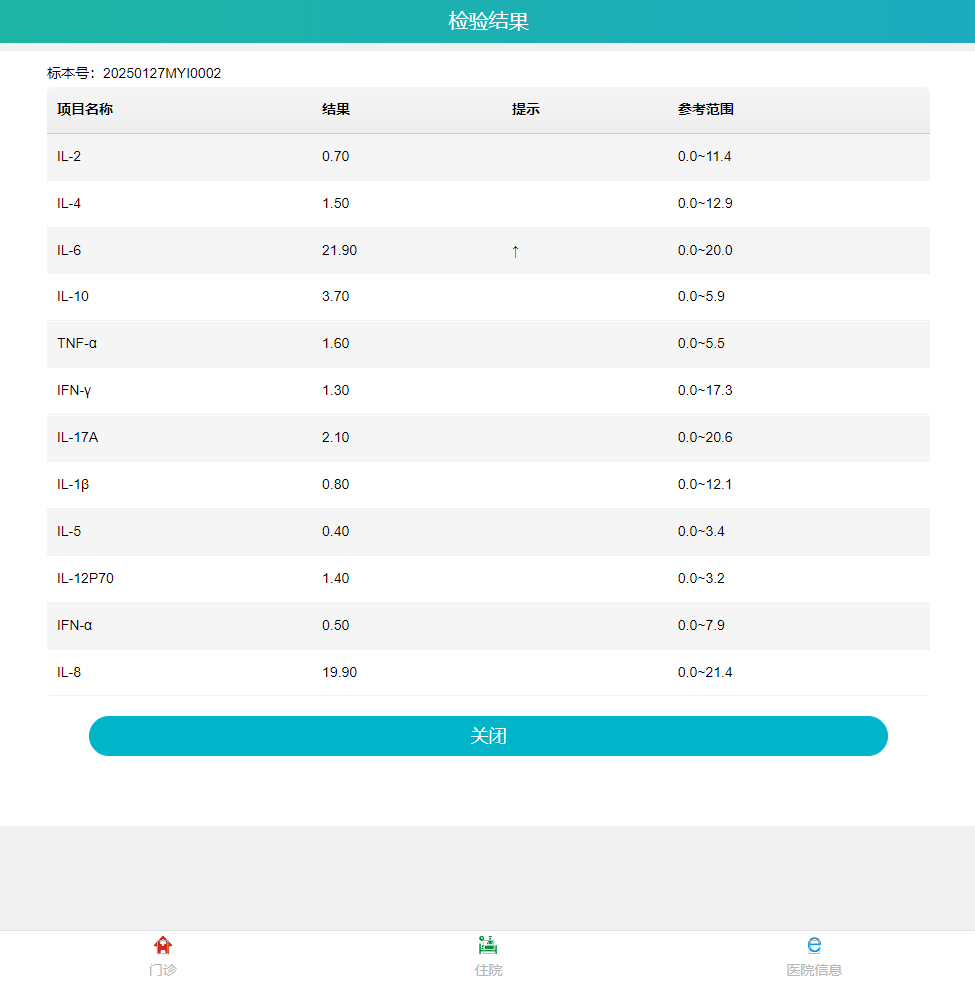 检验结果
标本号：20250127MYI0002
项目名称 结果 提示 参考范围
IL-2 0.70 0.0~11.4
IL-4 1.50 0.0~12.9
IL-6 21.90 ↑ 0.0~20.0
IL-10 3.70 0.0~5.9
TNF-α 1.60 0.0~5.5
IFN-γ 1.30 0.0~17.3
IL-17A 2.10 0.0~20.6
IL-1β 0.80 0.0~12.1
IL-5 0.40 0.0~3.4
IL-12P70 1.40 0.0~3.2
IFN-α 0.50 0.0~7.9
IL-8 19.90 0.0~21.4
关闭
门诊 住院 医院信息